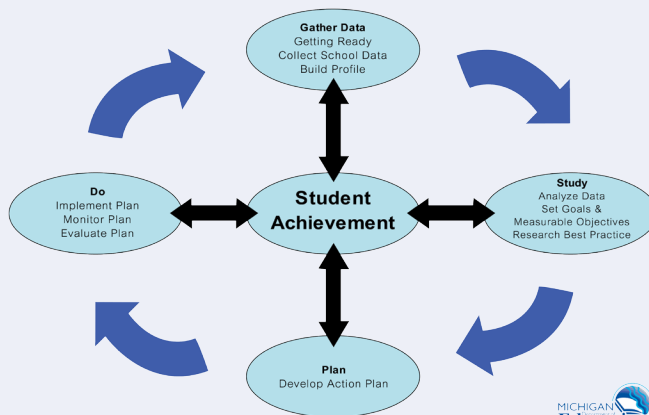 Gather Data
Getting Ready
Collect School Data
Build Profile
Do
Implement Plan
Monitor Plan
Evaluate Plan
Student
Achievement
Study
Analyze Data
Set Goals &
Measurable Objectives
Research Best Practice
Plan
Develop Action Plan
MICHIGAN